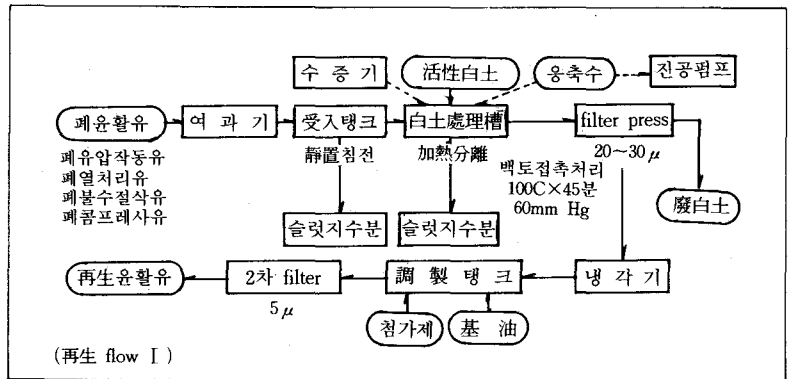 수 증 기
活性白土
응축수
진공펌프
폐윤활유
여 과 기
受入탱크
白土處理槽
filter press
폐유압작동유
폐열처리유
폐불수절삭유
폐콤프레사유
靜置침전
加熱分離
백토접촉처리
100C×45분
60mm Hg
20~30μ
廢白土
슬럿지수분
슬럿지수분
再生윤활유
2차 filter
調 製 탱 크
냉 각 기
5μ
첨가제
基 油
(再生 flow Ⅰ)